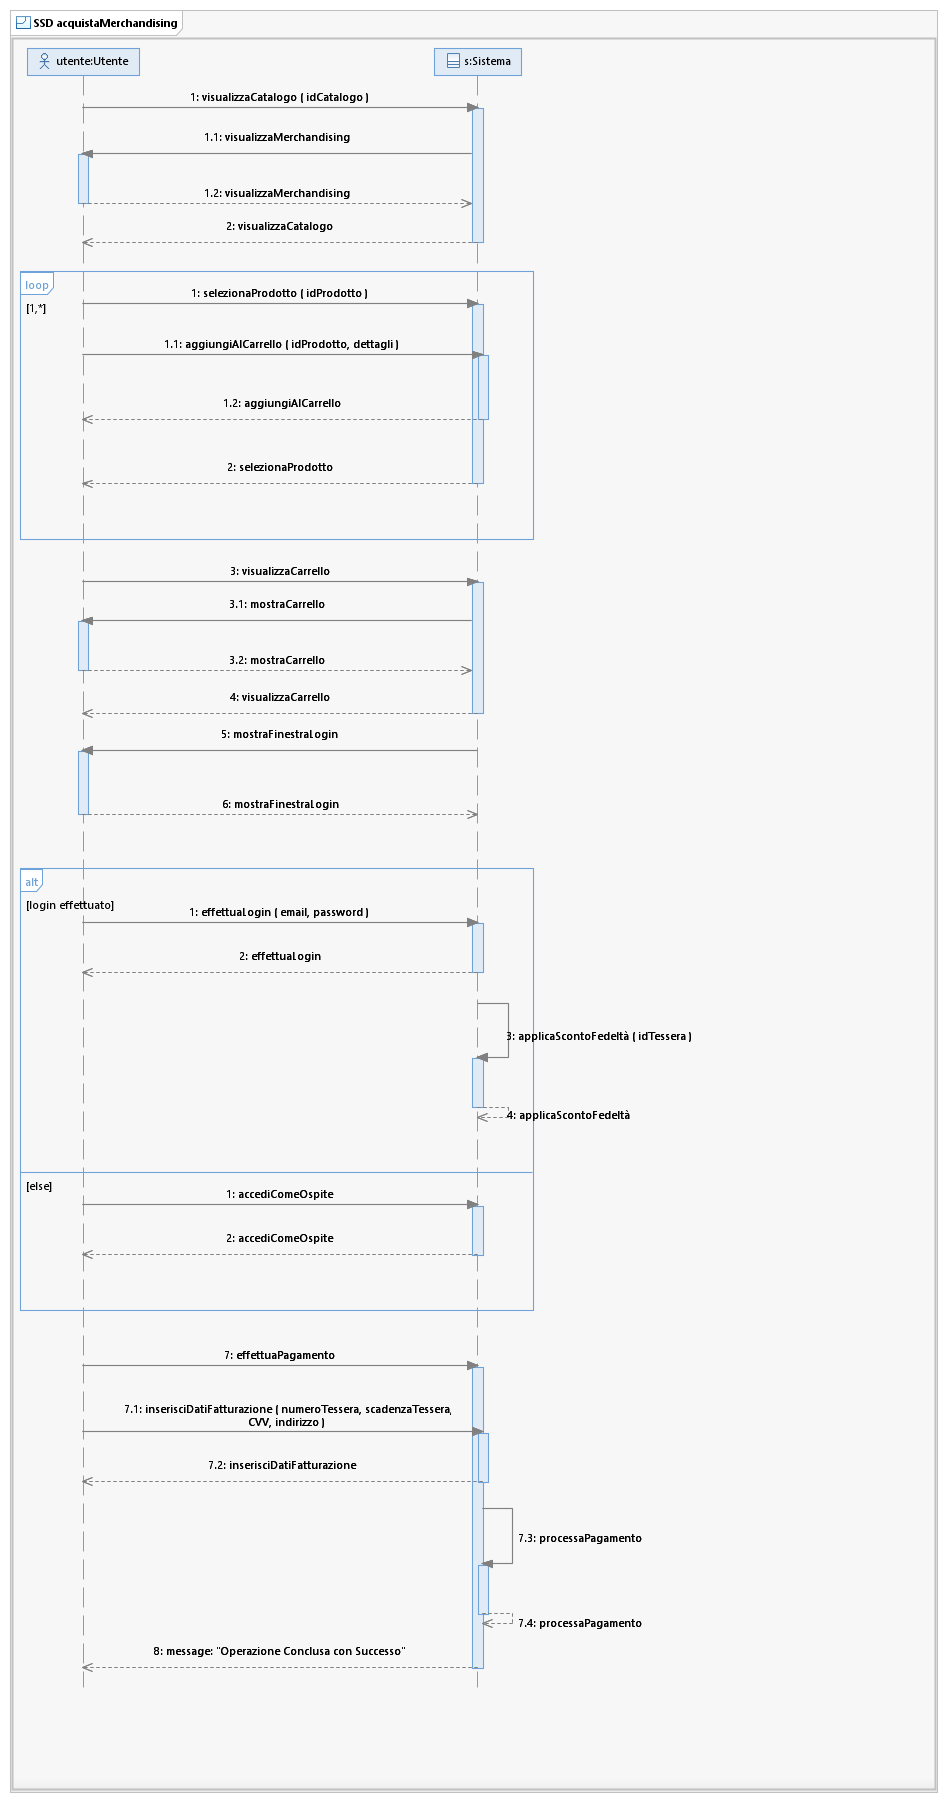 SSD acquistaMerchandising
utente:Utente
s:Sistema
1: visualizzaCatalogo ( idCatalogo )
1.1: visualizzaMerchandising
1.2: visualizzaMerchandising
2: visualizzaCatalogo
loop
1: selezionaProdotto ( idProdotto )
[1,*]
1.1: aggiungiAlCarrello ( idProdotto, dettagli )
1.2: aggiungiAlCarrello
2: selezionaProdotto
3: visualizzaCarrello
3.1: mostraCarrello
3.2: mostraCarrello
4: visualizzaCarrello
5: mostraFinestraLogin
6: mostraFinestraLogin
alt
[login effettuato]
1: effettuaLogin ( email, password )
2: effettuaLogin
3: applicaScontoFedeltà ( idTessera )
4: applicaScontoFedeltà
[else]
1: accediComeOspite
2: accediComeOspite
7: effettuaPagamento
7.1: inserisciDatiFatturazione ( numeroTessera, scadenzaTessera,
CVV, indirizzo )
7.2: inserisciDatiFatturazione
7.3: processaPagamento
7.4: processaPagamento
8: message: "Operazione Conclusa con Successo"